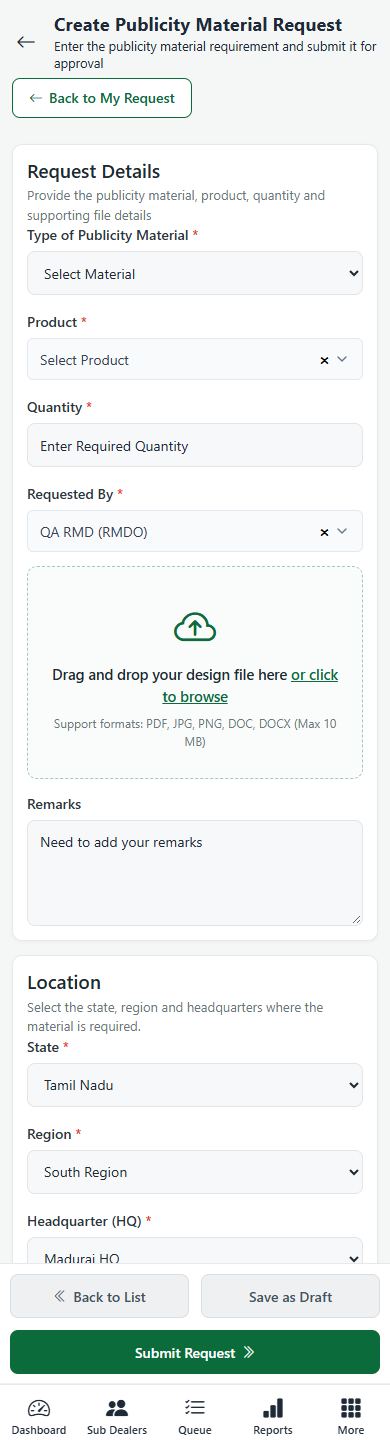 Create Publicity Material Request
Enter the publicity material requirement and submit it for
approval
← Back to My Request
Request Details
Provide the publicity material, product, quantity and
supporting file details
Type of Publicity Material *
Select Material
Product *
Select Product
Quantity *
Enter Required Quantity
Requested By *
QA RMD (RMDO)
Drag and drop your design file here or click
to browse
Support formats: PDF, JPG, PNG, DOC, DOCX (Max 10
MB)
Remarks
Need to add your remarks
Location
Select the state, region and headquarters where the
material is required.
State *
Tamil Nadu
Region *
South Region
Headquarter (HQ) *
Madurai HQ
Back to List
Save as Draft
Submit Request
Dashboard
Sub Dealers
Queue
Reports
More